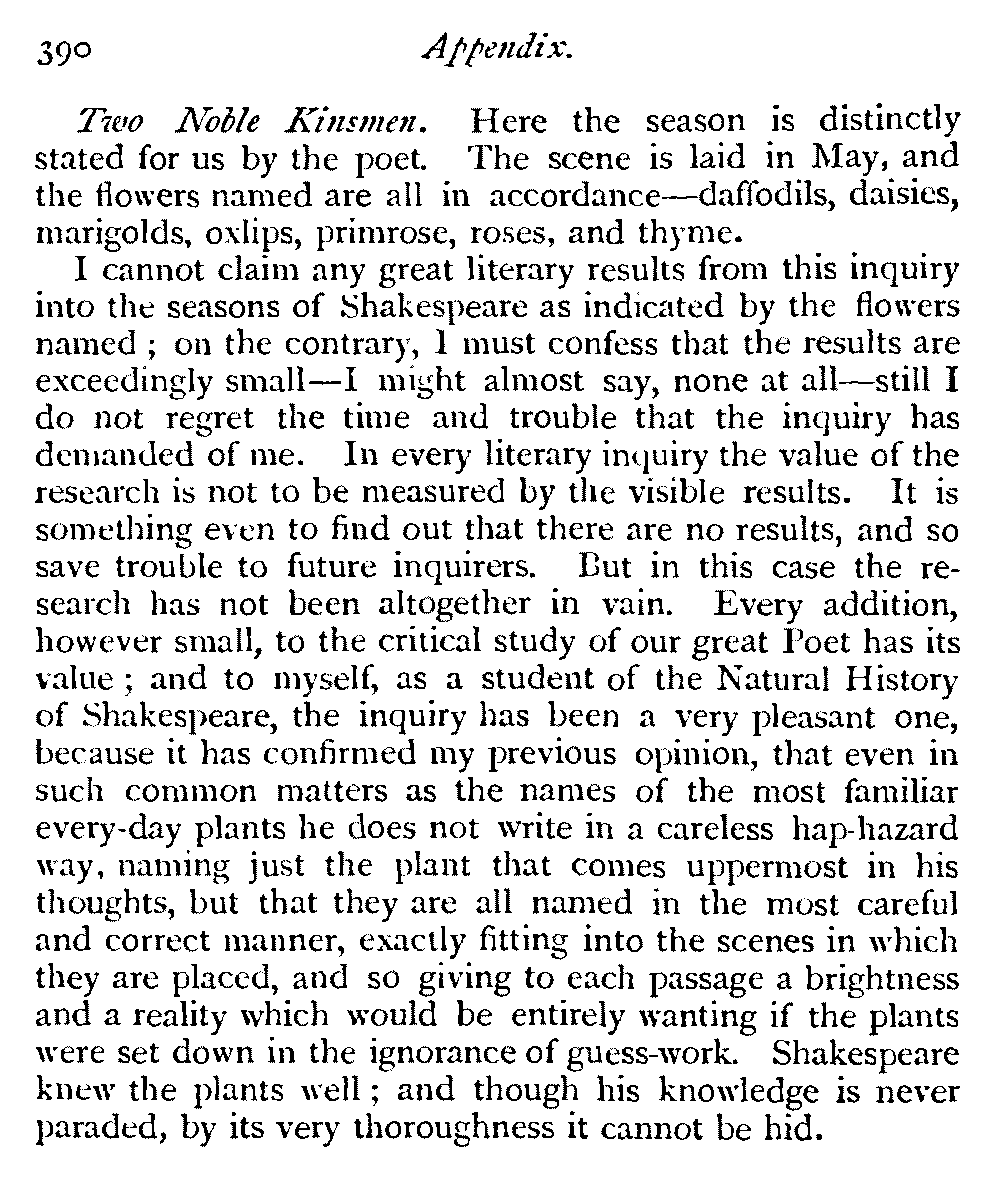 390 Appendix.
Two Noble Kinsmen. Here the season is distinctly
stated for us by the poet. The scene is laid in May, and
the flowers named are all in accordance—daffodils, daisies,
marigolds, oxlips, primrose, roses, and thyme.
I cannot claim any great literary results from this inquiry
into the seasons of Shakespeare as indicated by the flowers
named ; on the contrary, I must confess that the results are
exceedingly small—I might almost say, none at all—still I
do not regret the time and trouble that the inquiry has
demanded of me. In every literary inquiry the value of the
research is not to be measured by the visible results. It is
something even to find out that there are no results, and so
save trouble to future inquirers. But in this case the re-
search has not been altogether in vain. Every addition,
however small, to the critical study of our great Poet has its
value ; and to myself, as a student of the Natural History
of Shakespeare, the inquiry has been a very pleasant one,
because it has confirmed my previous opinion, that even in
such common matters as the names of the most familiar
every-day plants he does not write in a careless hap-hazard
way, naming just the plant that comes uppermost in his
thoughts, but that they are all named in the most careful
and correct manner, exactly fitting into the scenes in which
they are placed, and so giving to each passage a brightness
and a reality which would be entirely wanting if the plants
were set down in the ignorance of guess-work. Shakespeare
knew the plants well ; and though his knowledge is never
paraded, by its very thoroughness it cannot be hid.